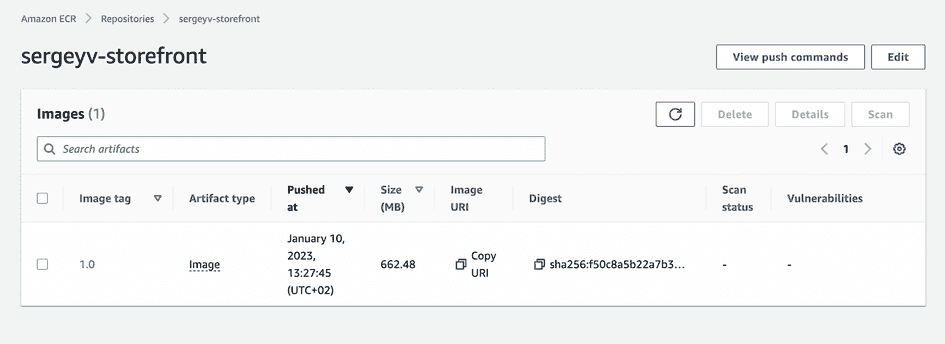 Amazon ECR > Repositories > sergeyv-storefront
sergeyv-storefront
View push commands
Edit
Images (1)
Delete
Details
Scan
Search artifacts
1
Image tag
Artifact type
Pushed
at
Size
(MB)
Image
URI
Digest
Scan
status
Vulnerabilities
1.0
Image
January 10,
2023,
13:27:45
(UTC+02)
662.48
Copy
URI
sha256:f50c8a5b22a7b3...
-
-